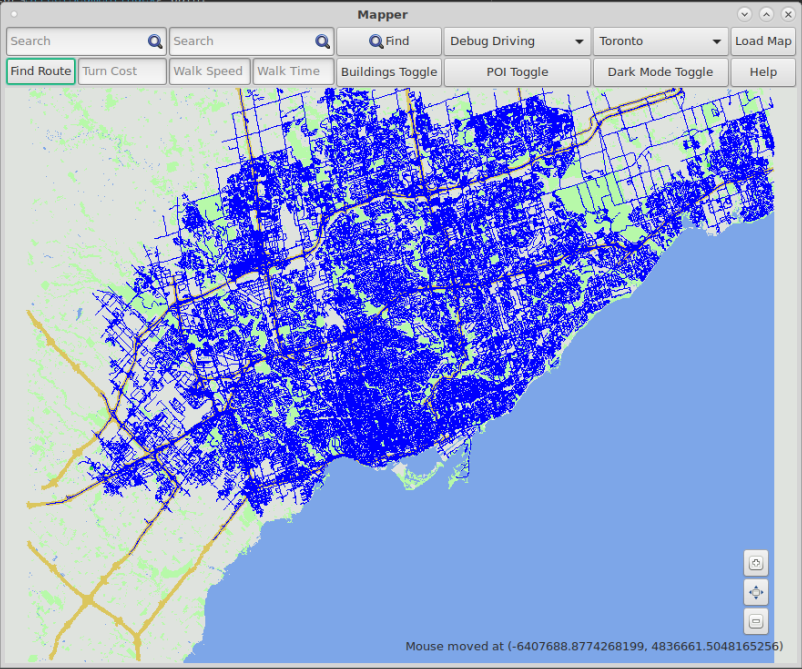 Mapper
Search Search Find Debug Driving Toronto Load Map
Find Route Turn Cost Walk Speed Walk Time Buildings Toggle POI Toggle Dark Mode Toggle Help
Mouse moved at (-6407688.8774268199, 4836661.5048165256)